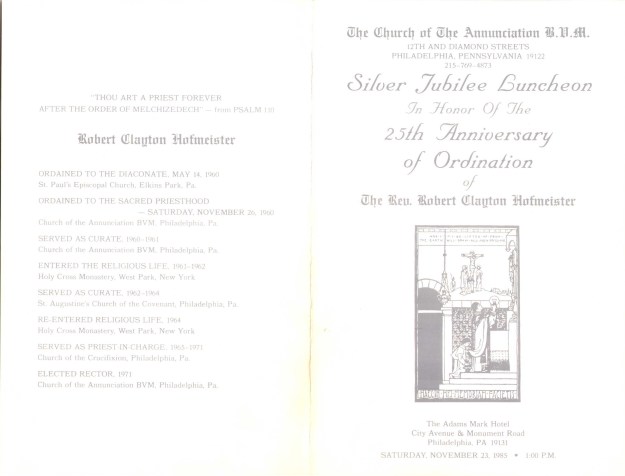 "THOU ART A PRIEST FOREVER
AFTER THE ORDER OF MELCHIZEDECH" — from PSALM 110
Robert Clayton Hofmeister
ORDAINED TO THE DIACONATE, MAY 14, 1960
St. Paul's Episcopal Church, Elkins Park, Pa.
ORDAINED TO THE SACRED PRIESTHOOD
— SATURDAY, NOVEMBER 26, 1960
Church of the Annunciation BVM, Philadelphia, Pa.
SERVED AS CURATE, 1960-1961
Church of the Annunciation BVM, Philadelphia, Pa.
ENTERED THE RELIGIOUS LIFE, 1961-1962
Holy Cross Monastery, West Park, New York
SERVED AS CURATE, 1962-1964
St. Augustine's Church of the Covenant, Philadelphia, Pa.
RE-ENTERED RELIGIOUS LIFE, 1964
Holy Cross Monastery, West Park, New York
SERVED AS PRIEST IN-CHARGE, 1965-1971
Church of the Crucifixion, Philadelphia, Pa.
ELECTED RECTOR, 1971
Church of the Annunciation BVM, Philadelphia, Pa.
The Church of The Annunciation B.V.M.
12TH AND DIAMOND STREETS
PHILADELPHIA, PENNSYLVANIA 19122
215-769-4873
Silver Jubilee Luncheon
In Honor Of The
25th Anniversary
of Ordination
of
The Rev. Robert Clayton Hofmeister
The Adams Mark Hotel
City Avenue & Monument Road
Philadelphia, PA 19131
SATURDAY, NOVEMBER 23, 1985 • 1:00 P.M.